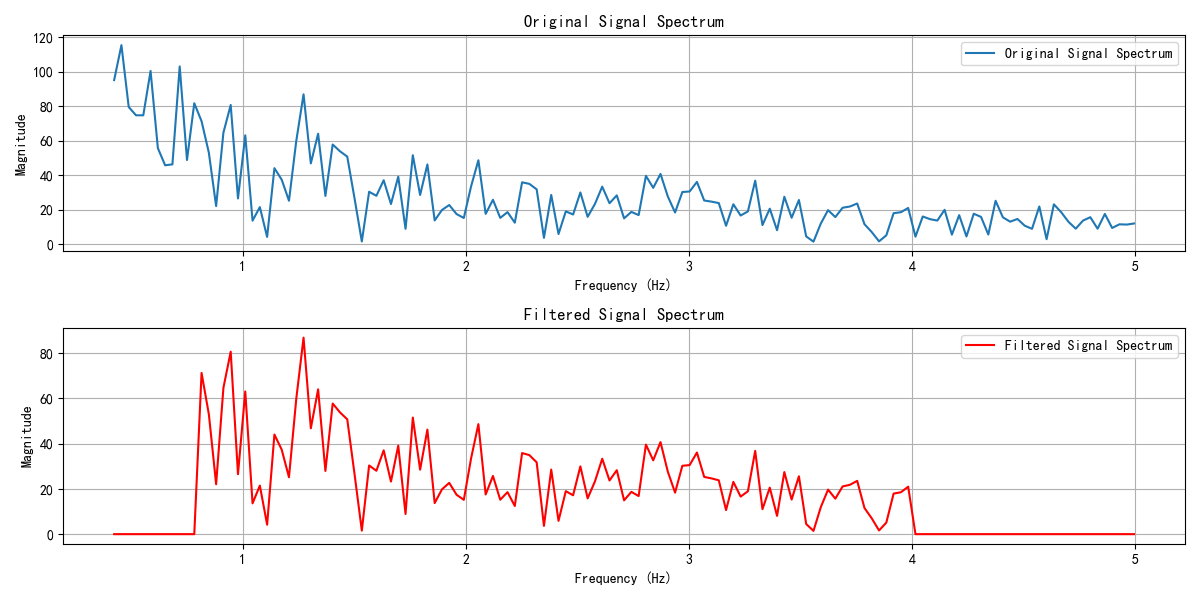 Original Signal Spectrum
120
100
80
60
40
20
0
Magnitude
Original Signal Spectrum
1 2 3 4 5
Frequency (Hz)
Filtered Signal Spectrum
80
60
40
20
0
Magnitude
Filtered Signal Spectrum
1 2 3 4 5
Frequency (Hz)